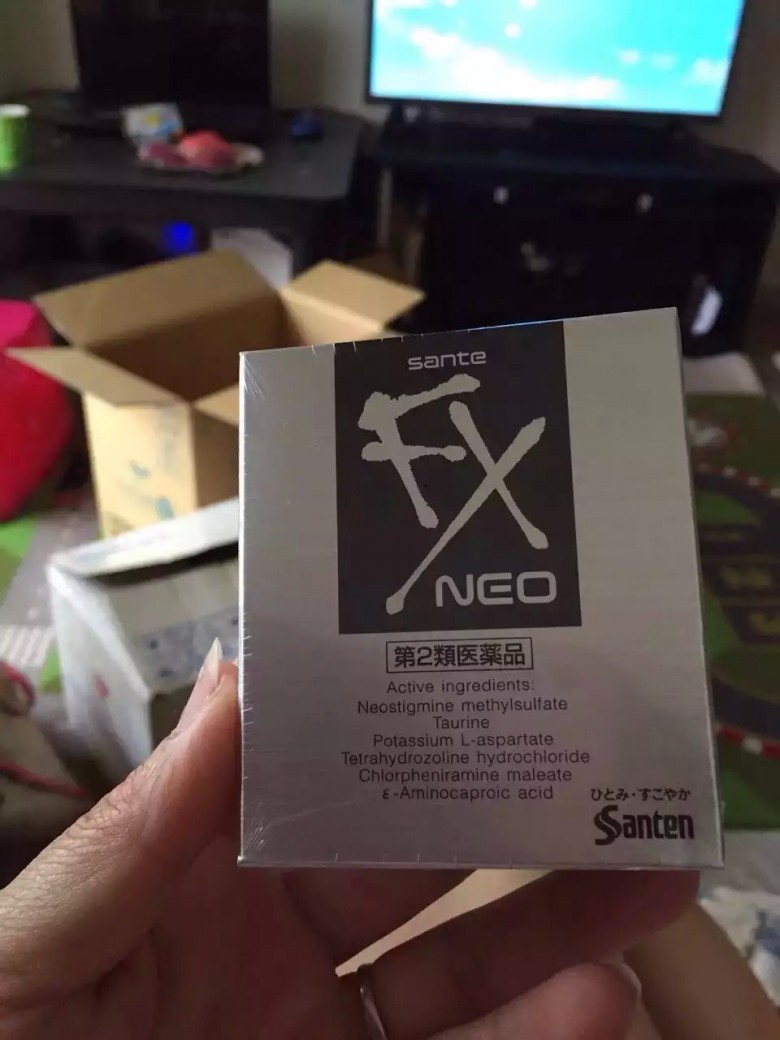 sante
FX
NEO
第2類医薬品
Active ingredients:
Neostigmine methylsulfate
Taurine
Potassium L-aspartate
Tetrahydrozoline hydrochloride
Chlorpheniramine maleate
ε-Aminocaproic acid
ひとみ・すこやか
Santen